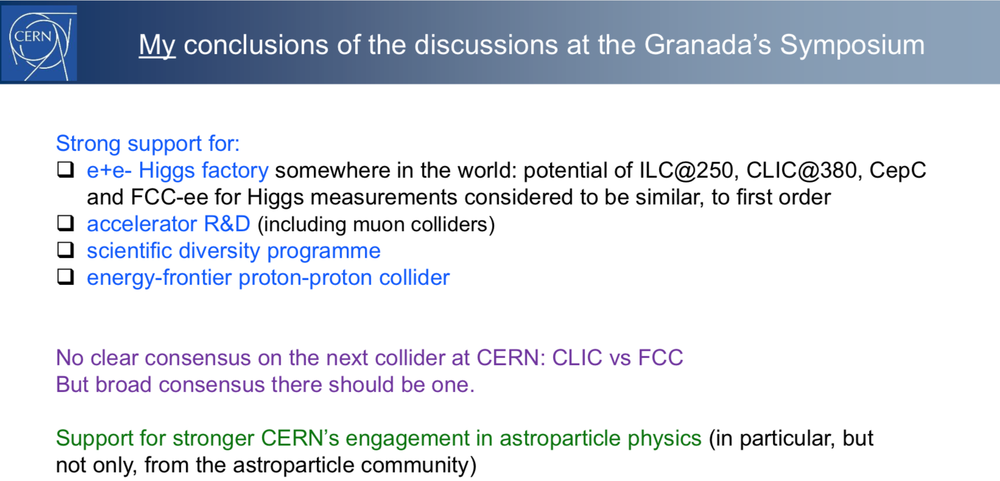 CERN
My conclusions of the discussions at the Granada’s Symposium
Strong support for:
❑ e+e- Higgs factory somewhere in the world: potential of ILC@250, CLIC@380, CepC
and FCC-ee for Higgs measurements considered to be similar, to first order
❑ accelerator R&D (including muon colliders)
❑ scientific diversity programme
❑ energy-frontier proton-proton collider
No clear consensus on the next collider at CERN: CLIC vs FCC
But broad consensus there should be one.
Support for stronger CERN’s engagement in astroparticle physics (in particular, but
not only, from the astroparticle community)